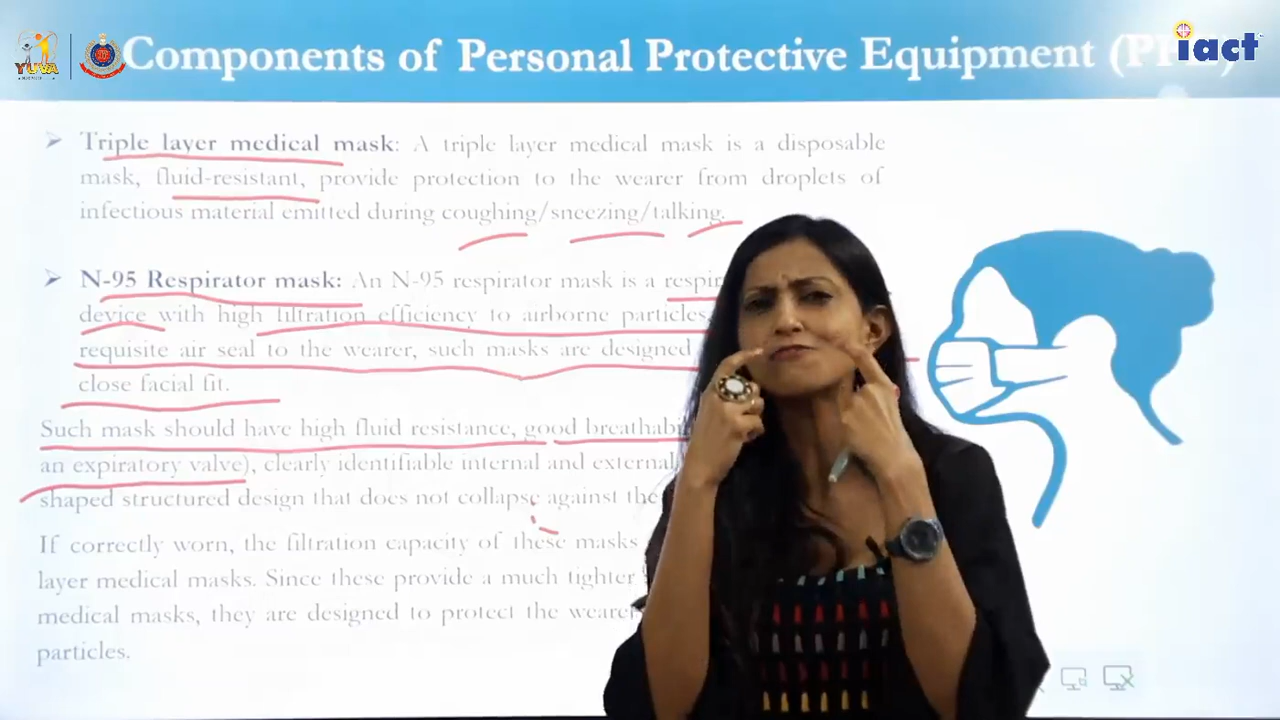 YUVA
iact
Components of Personal Protective Equipment (PPE)
➢ Triple layer medical mask: A triple layer medical mask is a disposable
mask, fluid-resistant, provide protection to the wearer from droplets of
infectious material emitted during coughing/sneezing/talking.
➢ N-95 Respirator mask: An N-95 respirator mask is a respir
device with high filtration efficiency to airborne particles.
requisite air seal to the wearer, such masks are designed
close facial fit.
Such mask should have high fluid resistance, good breathabi
an expiratory valve), clearly identifiable internal and external
shaped structured design that does not collapse against the
If correctly worn, the filtration capacity of these masks
layer medical masks. Since these provide a much tighter
medical masks, they are designed to protect the wearer
particles.